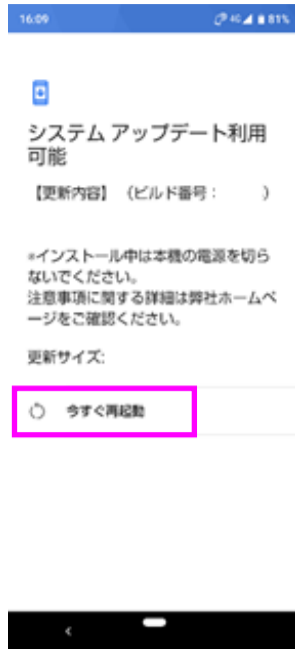 16:09 4G 81%
システム アップデート利用
可能
【更新内容】（ビルド番号：　　）
*インストール中は本機の電源を切ら
ないでください。
注意事項に関する詳細は弊社ホームペ
ージをご確認ください。
更新サイズ:
今すぐ再起動